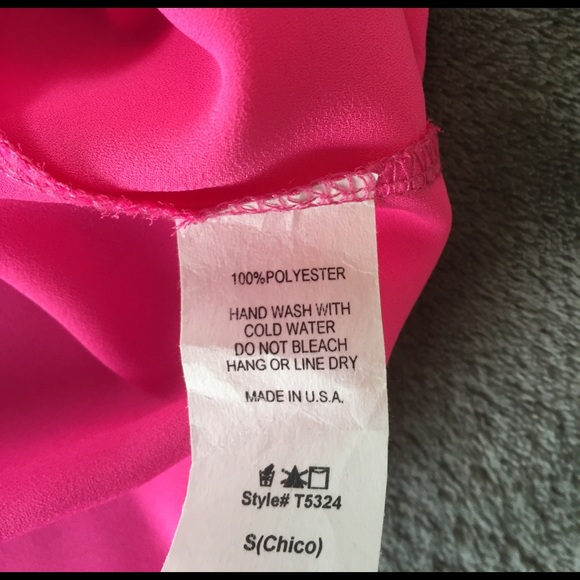 100%POLYESTER
HAND WASH WITH
COLD WATER
DO NOT BLEACH
HANG OR LINE DRY
MADE IN U.S.A.
Style# T5324
S(Chico)